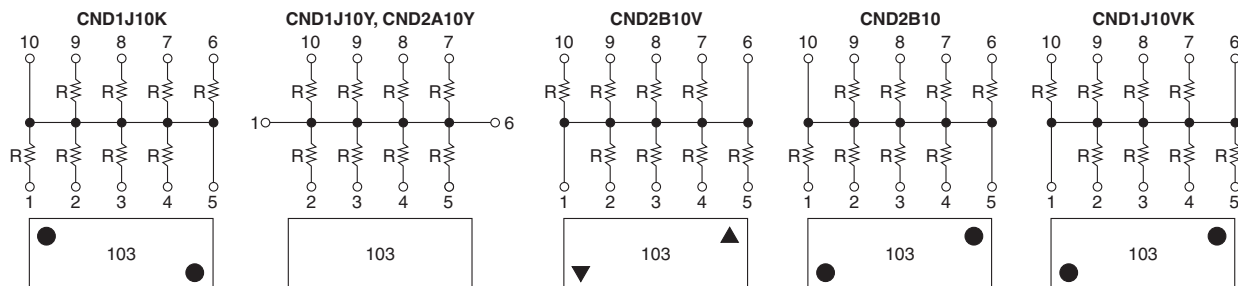 CND1J10K
10 9 8 7 6
R R R R
R R R R
1 2 3 4 5
103
CND1J10Y, CND2A10Y
10 9 8 7
R R R R
1 6
R R R R
2 3 4 5
103
CND2B10V
10 9 8 7 6
R R R R
R R R
1 2 3 4 5
103
CND2B10
10 9 8 7 6
R R R
R R R
1 2 3 4 5
103
CND1J10VK
10 9 8 7 6
R R R
R R R R
1 2 3 4 5
103